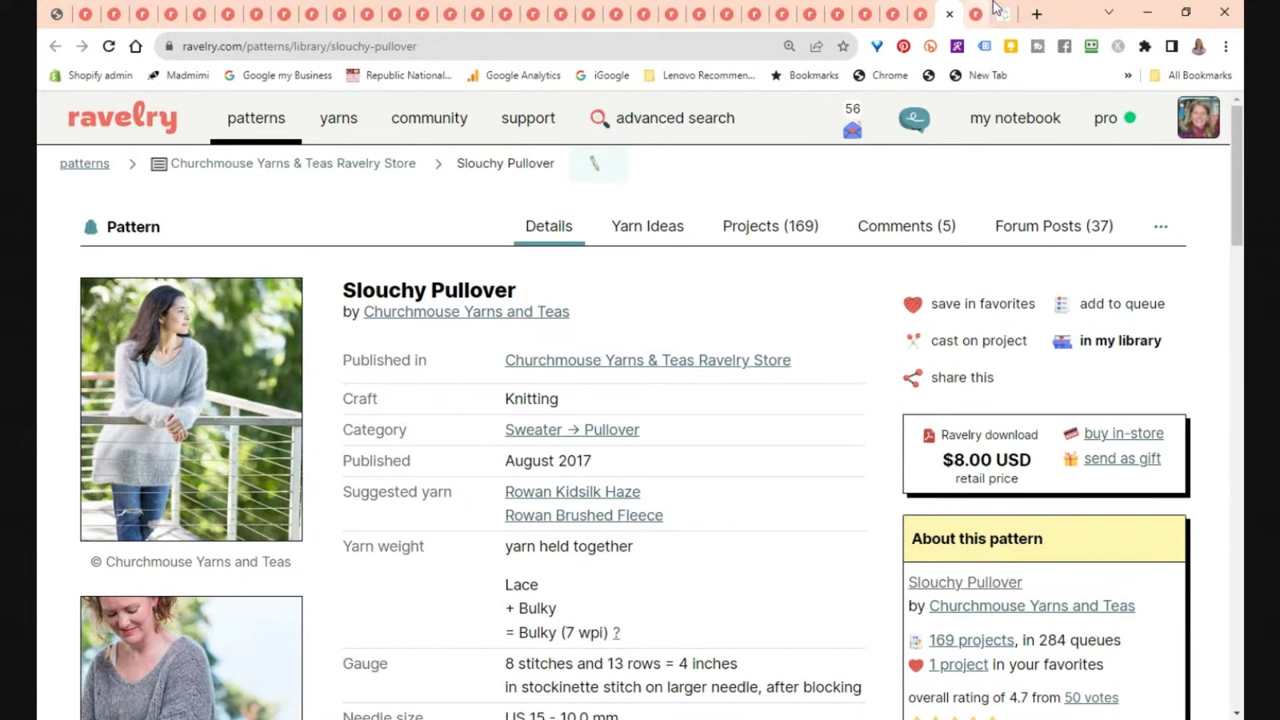 ravelry.com/patterns/library/slouchy-pullover
Shopify admin
Madmimi
Google my Business
Republic National...
Google Analytics
iGoogle
Lenovo Recommen...
Bookmarks
Chrome
New Tab
»
All Bookmarks
ravelry
patterns
yarns
community
support
advanced search
56
my notebook
pro
patterns > Churchmouse Yarns & Teas Ravelry Store > Slouchy Pullover
Pattern
Details
Yarn Ideas
Projects (169)
Comments (5)
Forum Posts (37)
...
Slouchy Pullover
by Churchmouse Yarns and Teas
Published in Churchmouse Yarns & Teas Ravelry Store
Craft Knitting
Category Sweater → Pullover
Published August 2017
Suggested yarn Rowan Kidsilk Haze
Rowan Brushed Fleece
Yarn weight yarn held together
Lace
+ Bulky
= Bulky (7 wpi) ?
Gauge 8 stitches and 13 rows = 4 inches
in stockinette stitch on larger needle, after blocking
Needle size US 15 - 10.0 mm
© Churchmouse Yarns and Teas
save in favorites
add to queue
cast on project
in my library
share this
Ravelry download
$8.00 USD
retail price
buy in-store
send as gift
About this pattern
Slouchy Pullover
by Churchmouse Yarns and Teas
169 projects, in 284 queues
1 project in your favorites
overall rating of 4.7 from 50 votes